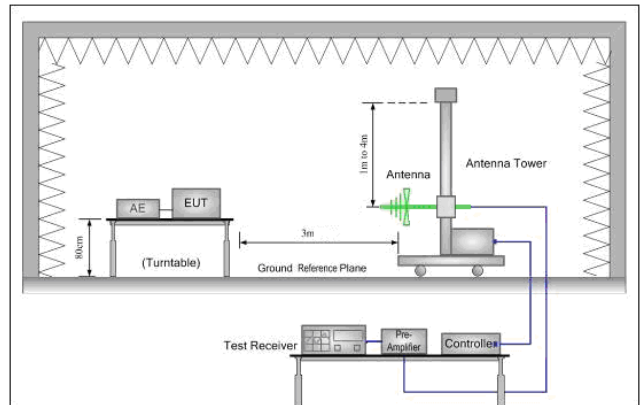 1m to 4m
Antenna
Antenna Tower
AE
EUT
80cm
(Turntable)
3m
Ground Reference Plane
Test Receiver
Pre-
Amplifier
Controller